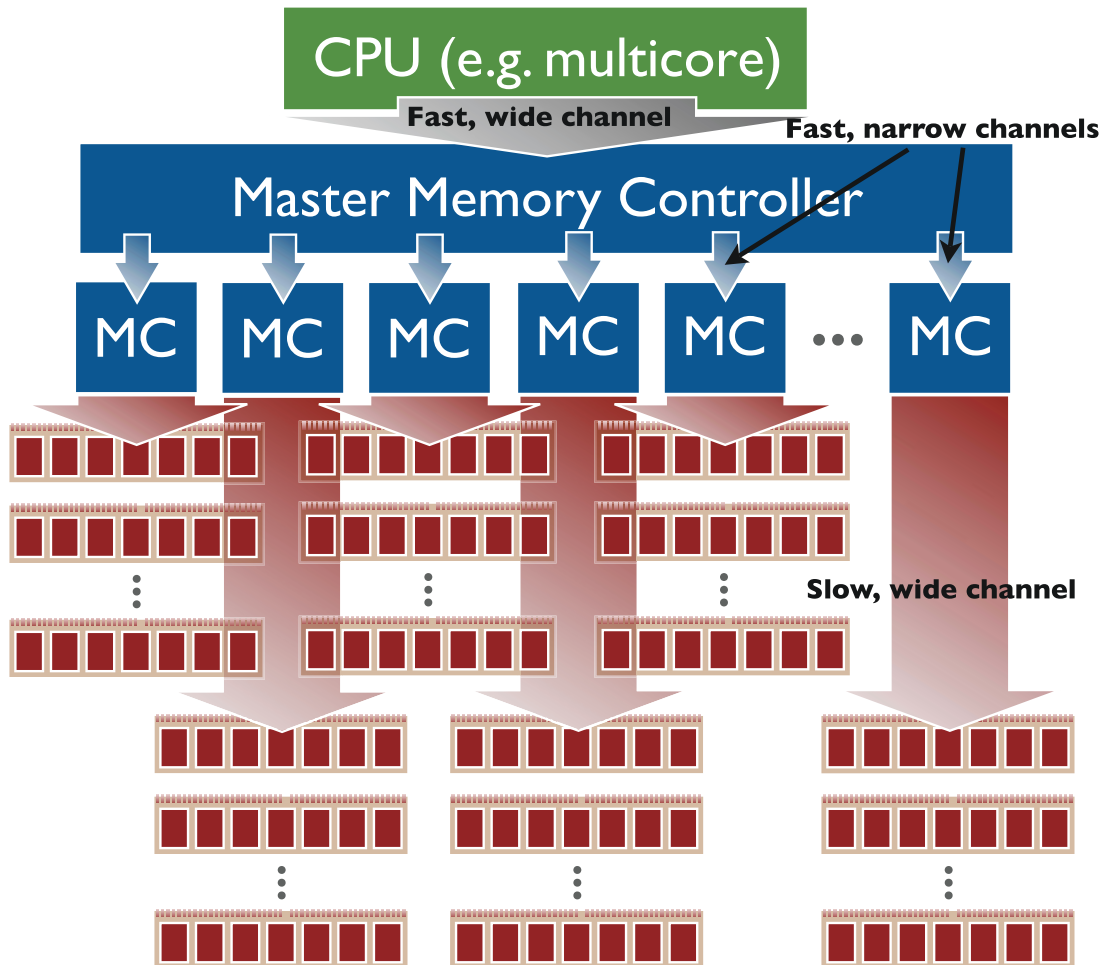 CPU (e.g. multicore)
Fast, wide channel
Fast, narrow channels
Master Memory Controller
MC
MC
MC
MC
MC
MC
Slow, wide channel